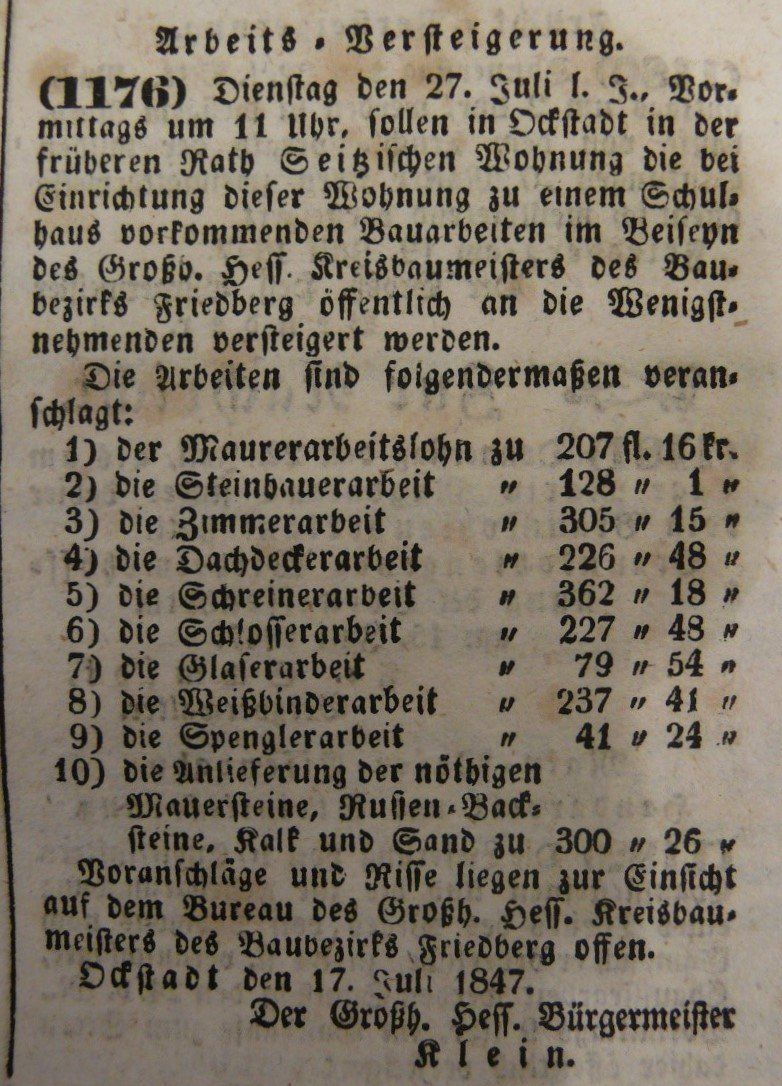 Arbeits-Versteigerung.
(1176) Dienstag den 27. Juli l. J., Vor-
mittags um 11 Uhr, sollen in Ockstadt in der
früheren Rath Seitzischen Wohnung die bei
Einrichtung dieser Wohnung zu einem Schul-
haus vorkommenden Bauarbeiten im Beiseyn
des Großh. Hess. Kreisbaumeisters des Bau-
bezirks Friedberg öffentlich an die Wenigst-
nehmenden versteigert werden.
Die Arbeiten sind folgendermaßen veran-
schlagt:
1) der Maurerarbeitslohn zu 207 fl. 16 kr.
2) die Steinhauerarbeit " 128 " 1 "
3) die Zimmerarbeit " 305 " 15 "
4) die Dachdeckerarbeit " 226 " 48 "
5) die Schreinerarbeit " 362 " 18 "
6) die Schlosserarbeit " 227 " 48 "
7) die Glaserarbeit " 79 " 54 "
8) die Weißbinderarbeit " 237 " 41 "
9) die Spenglerarbeit " 41 " 24 "
10) die Anlieferung der nöthigen
Mauersteine, Russen-Back-
steine, Kalk und Sand zu 300 " 26 "
Voranschläge und Risse liegen zur Einsicht
auf dem Bureau des Großh. Hess. Kreisbau-
meisters des Baubezirks Friedberg offen.
Ockstadt den 17. Juli 1847.
Der Großh. Hess. Bürgermeister
Klein.